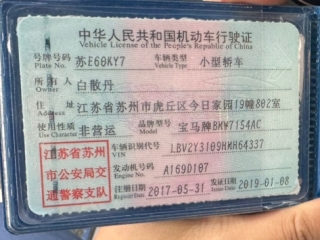 中华人民共和国机动车行驶证
Vehicle License of the People's Republic of China
号牌号码 苏E60KY7 车辆类型 小型轿车
Plate No. Vehicle Type
所有人 白散丹
Owner
住址 江苏省苏州市虎丘区今日家园19幢802室
Address
使用性质 非营运 品牌型号 宝马牌BMW7154AC
Use Character Model
江苏省苏州
市公安局交
通警察支队
车辆识别代号 LBV2Y3109HMH64337
VIN
发动机号码 A169D107
Engine No.
注册日期 2017-05-31 发证日期 2019-01-08
Register Date Issue Date